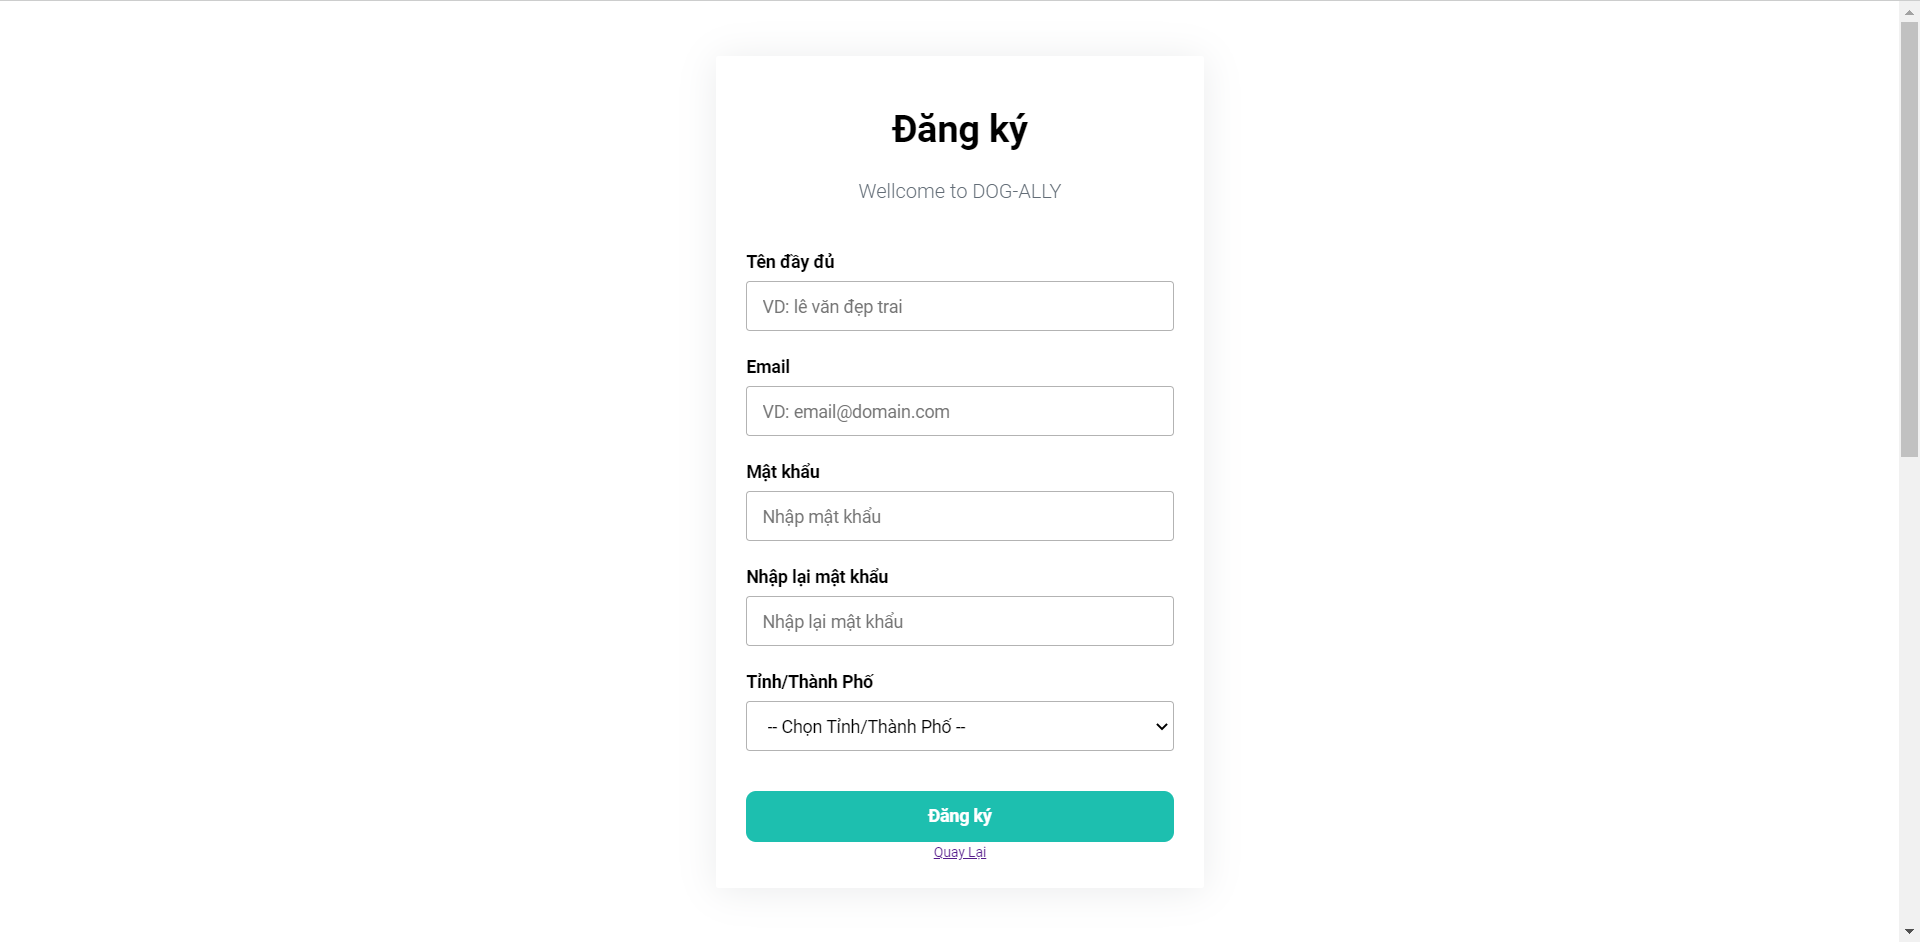 Đăng ký
Wellcome to DOG-ALLY
Tên đầy đủ
VD: lê văn đẹp trai
Email
VD: email@domain.com
Mật khẩu
Nhập mật khẩu
Nhập lại mật khẩu
Nhập lại mật khẩu
Tỉnh/Thành Phố
-- Chọn Tỉnh/Thành Phố --
Đăng ký
Quay Lại